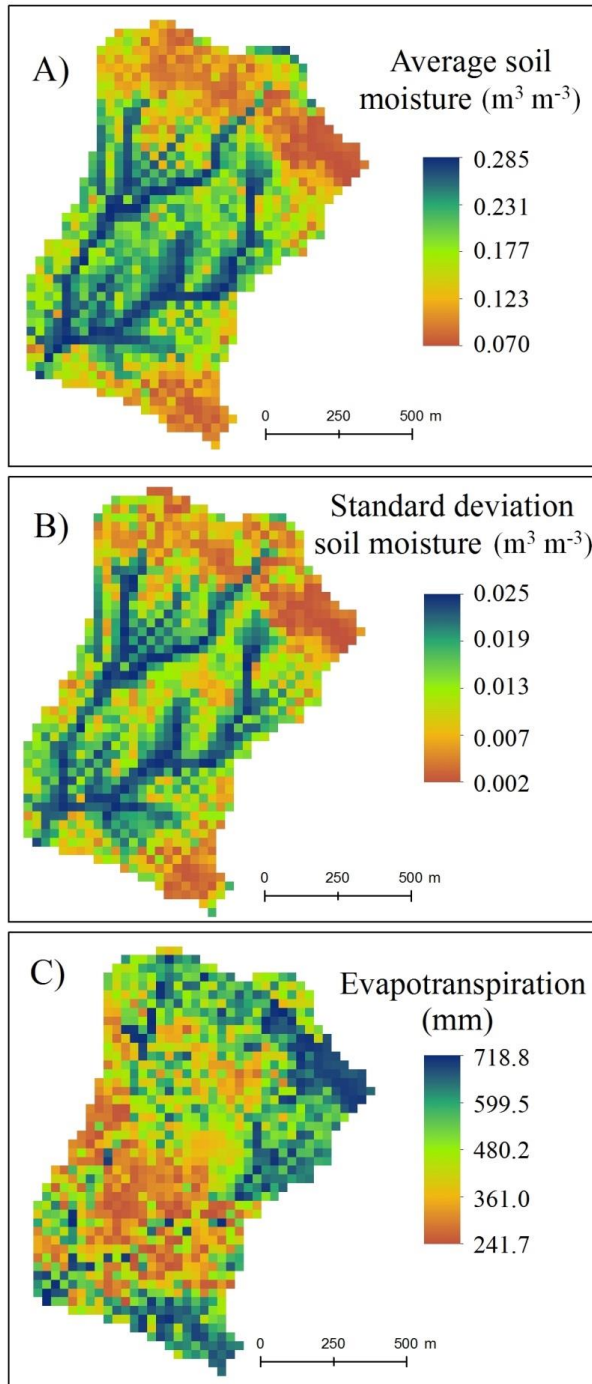 A)
Average soil
moisture (m³ m⁻³)
0.285
0.231
0.177
0.123
0.070
0 250 500 m
B)
Standard deviation
soil moisture (m³ m⁻³)
0.025
0.019
0.013
0.007
0.002
0 250 500 m
C)
Evapotranspiration
(mm)
718.8
599.5
480.2
361.0
241.7
0 250 500 m